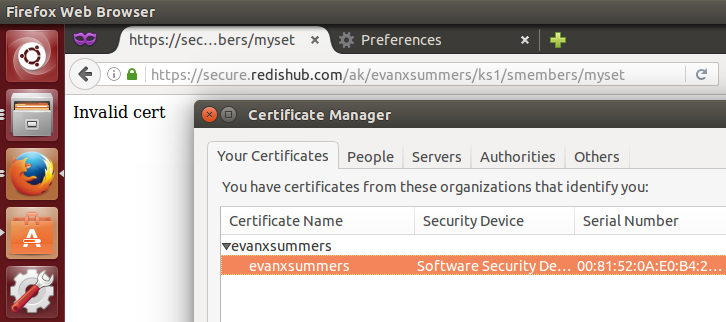 Firefox Web Browser
https://sec...bers/myset
Preferences
https://secure.redishub.com/ak/evanxsummers/ks1/smembers/myset
Invalid cert
Certificate Manager
Your Certificates People Servers Authorities Others
You have certificates from these organizations that identify you:
Certificate Name Security Device Serial Number
evanxsummers
evanxsummers Software Security De... 00:81:52:0A:E0:B4:2...